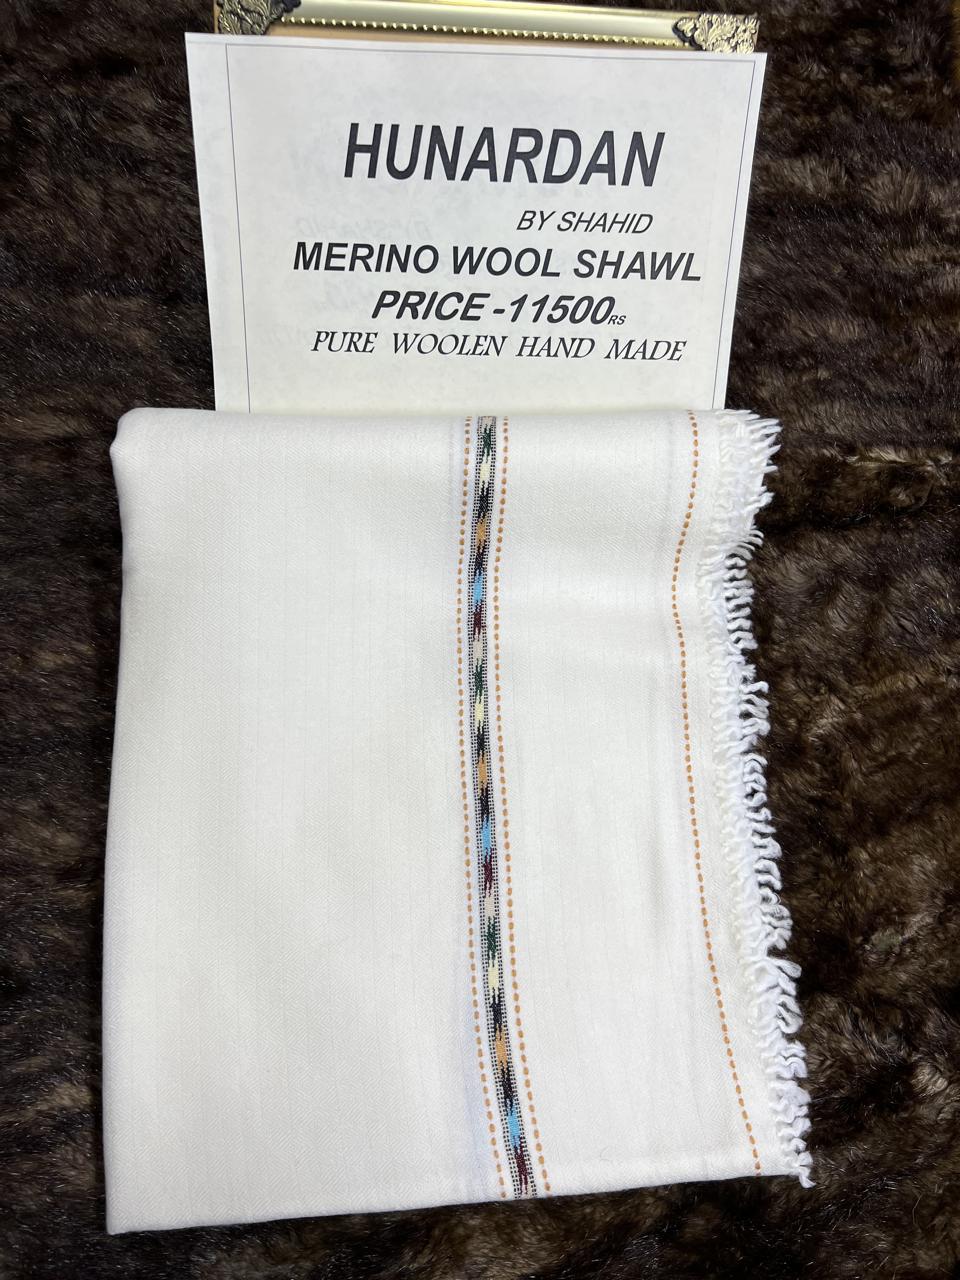 HUNARDAN
BY SHAHID
MERINO WOOL SHAWL
PRICE -11500RS
PURE WOOLEN HAND MADE